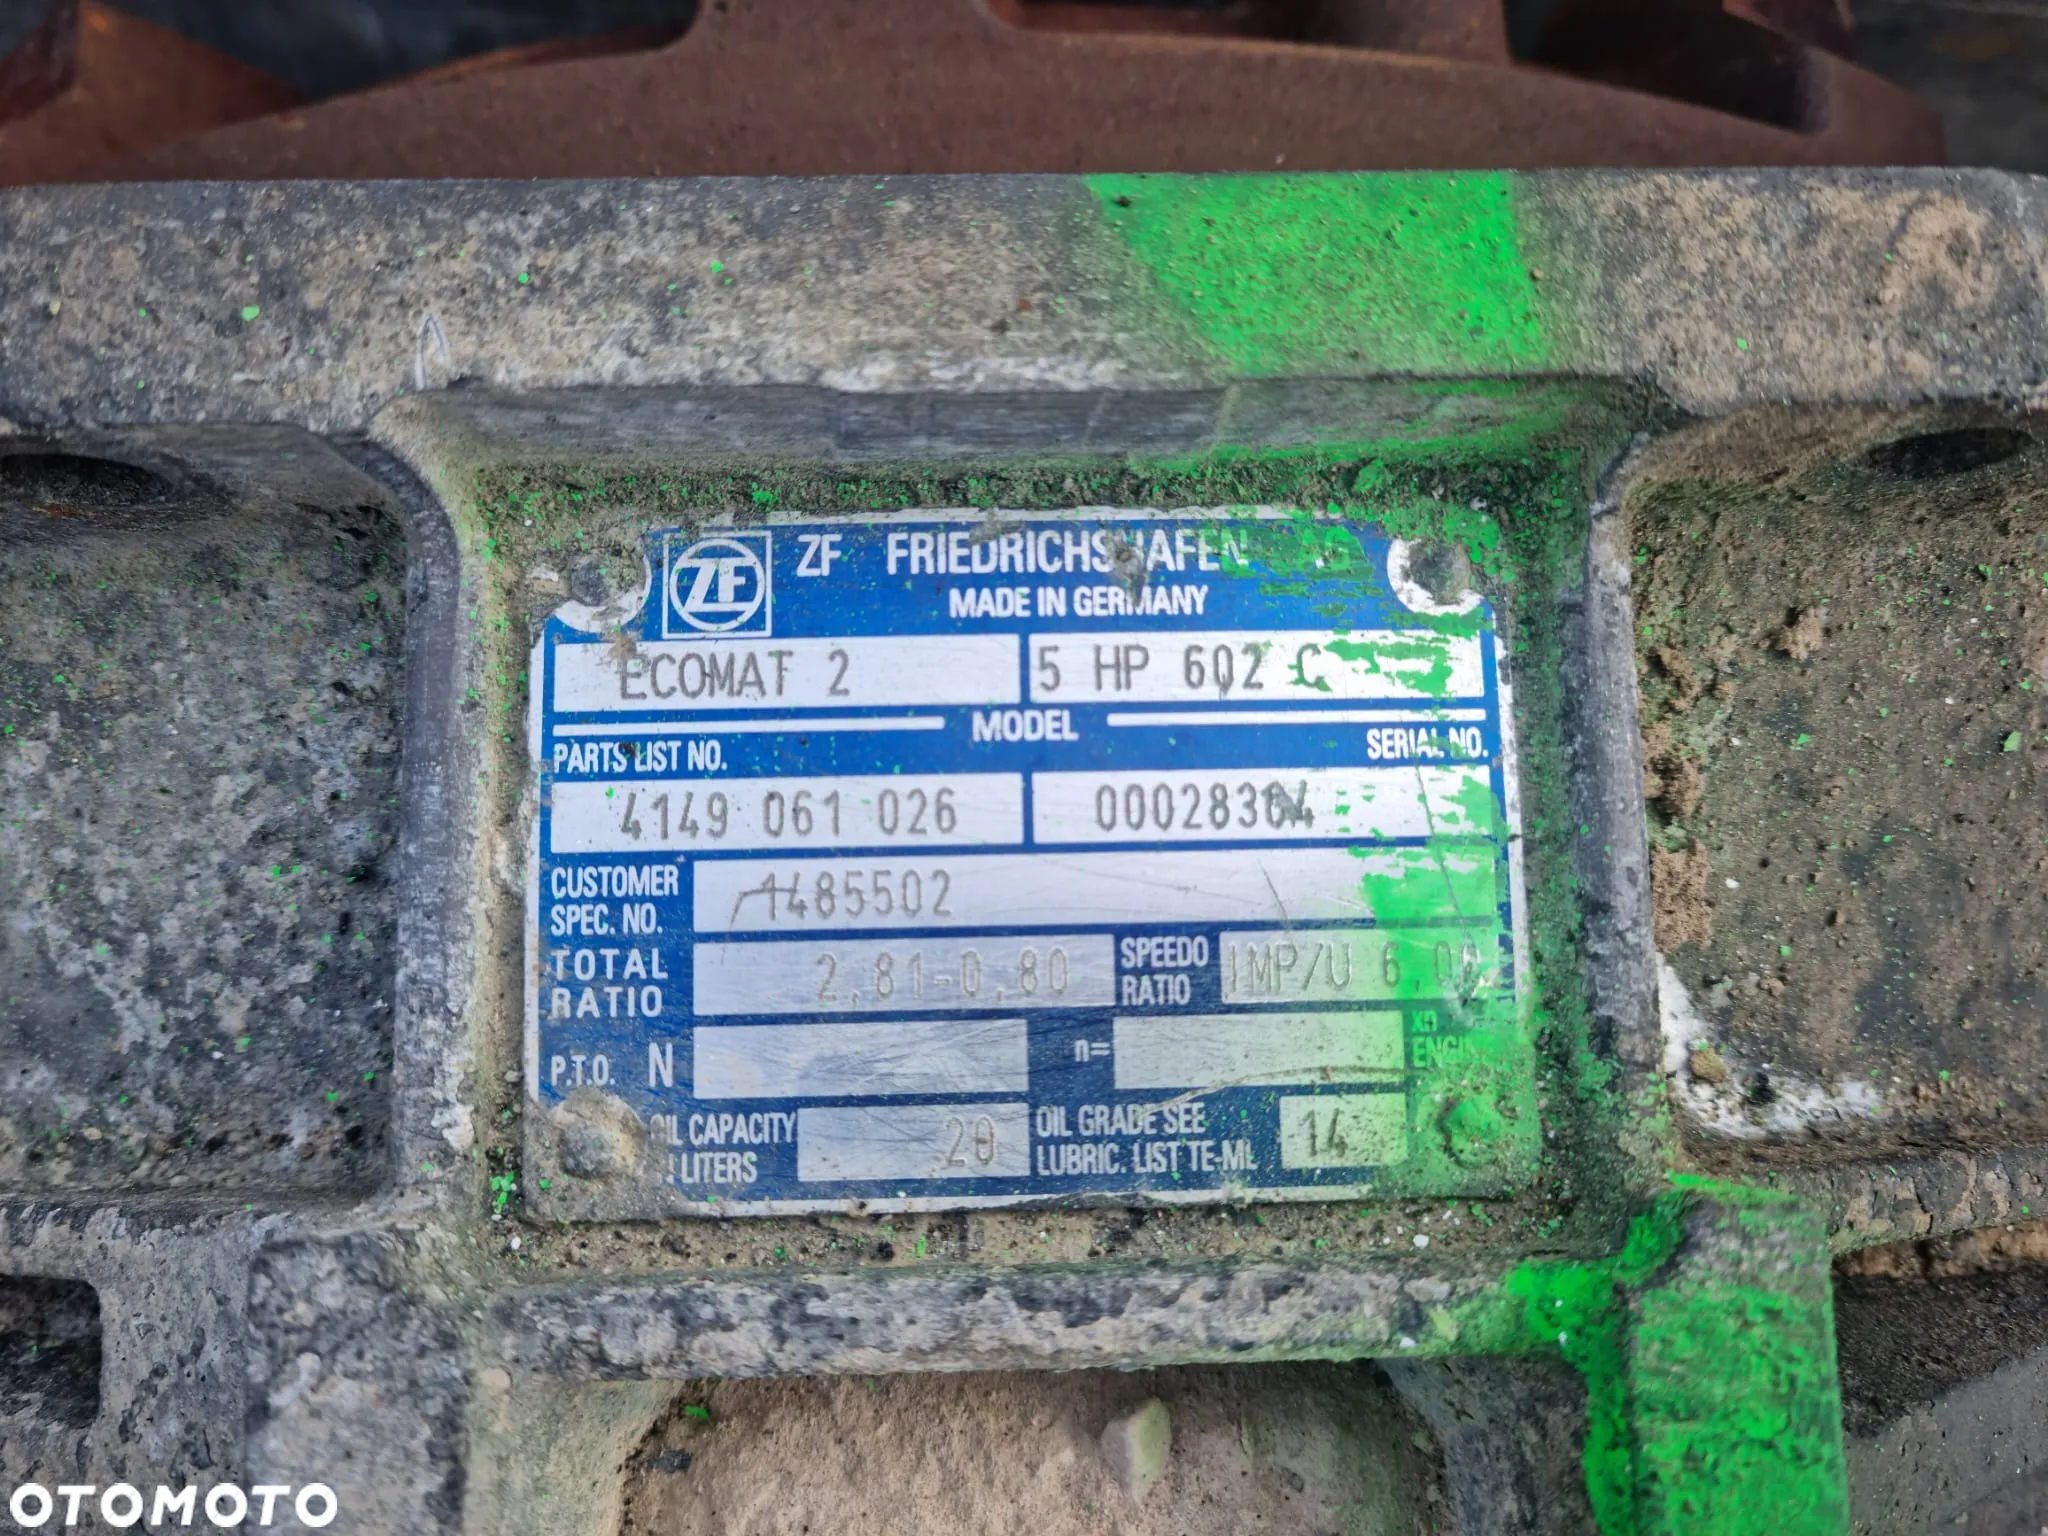 ZF
ZF FRIEDRICHSHAFEN AG
MADE IN GERMANY
ECOMAT 2 5 HP 602 C
MODEL
PARTS LIST NO. SERIAL NO.
4149 061 026
CUSTOMER
SPEC. NO. 1485502
TOTAL
RATIO 2,81-0,80 SPEEDO
RATIO IMP/U 6,00
P.T.O. N n=
OIL CAPACITY
LITERS 20 OIL GRADE SEE
LUBRIC. LIST TE-ML 14
OTOMOTO